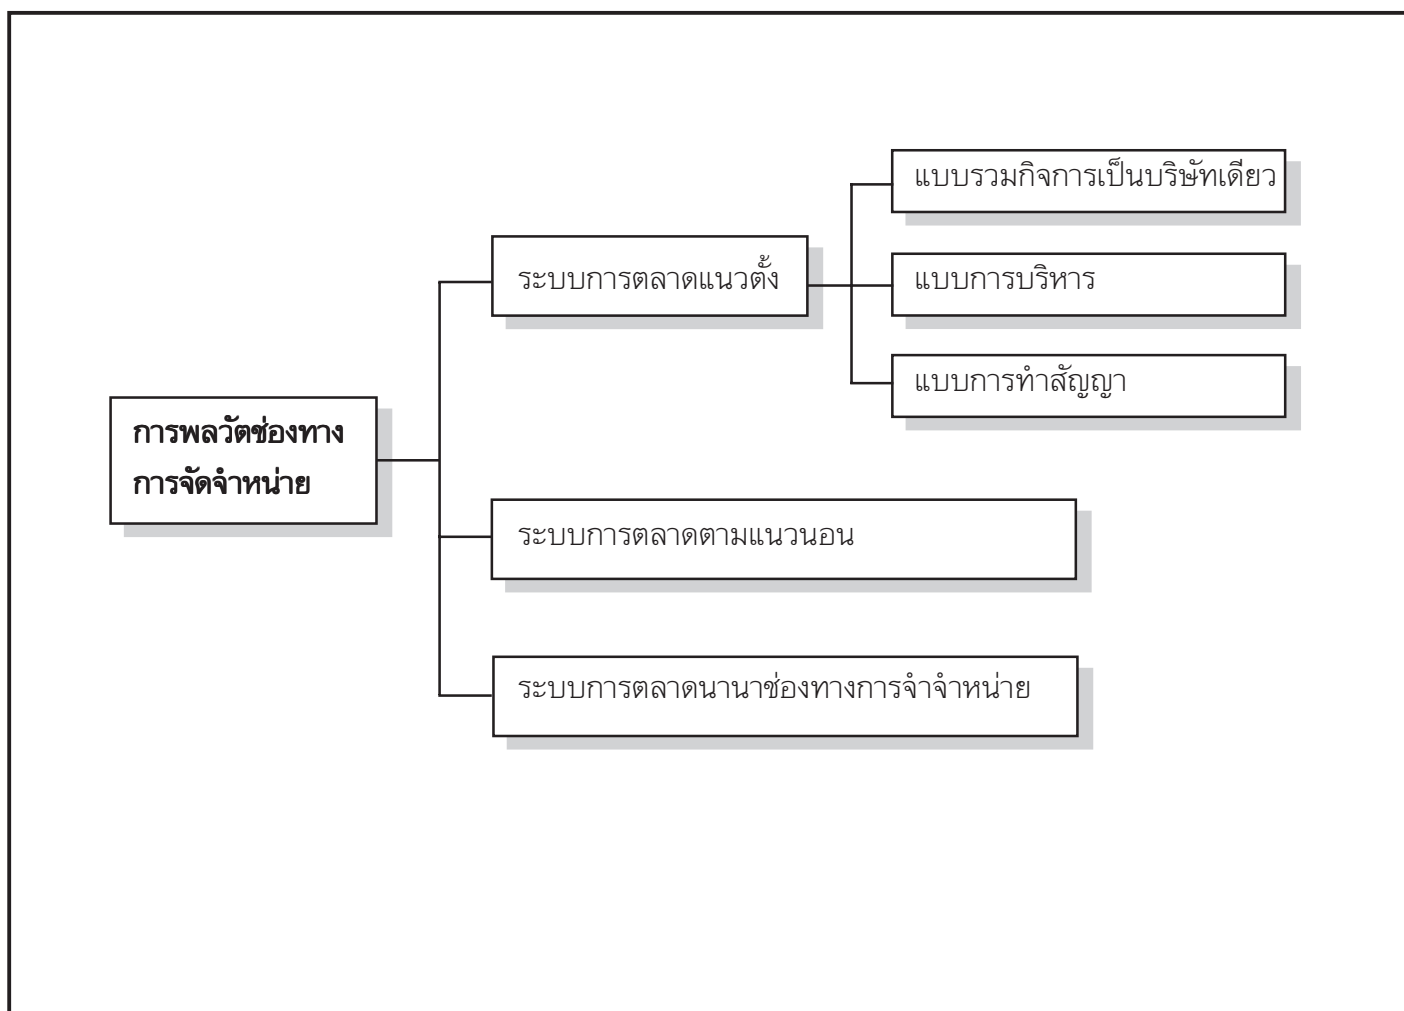 แบบรวมกิจการเป็นบริษัทเดียว
ระบบการตลาดแนวตั้ง
แบบการบริหาร
แบบการทำสัญญา
การพลวัตช่องทาง
การจัดจำหน่าย
ระบบการตลาดตามแนวนอน
ระบบการตลาดนานาช่องทางการจำจำหน่าย